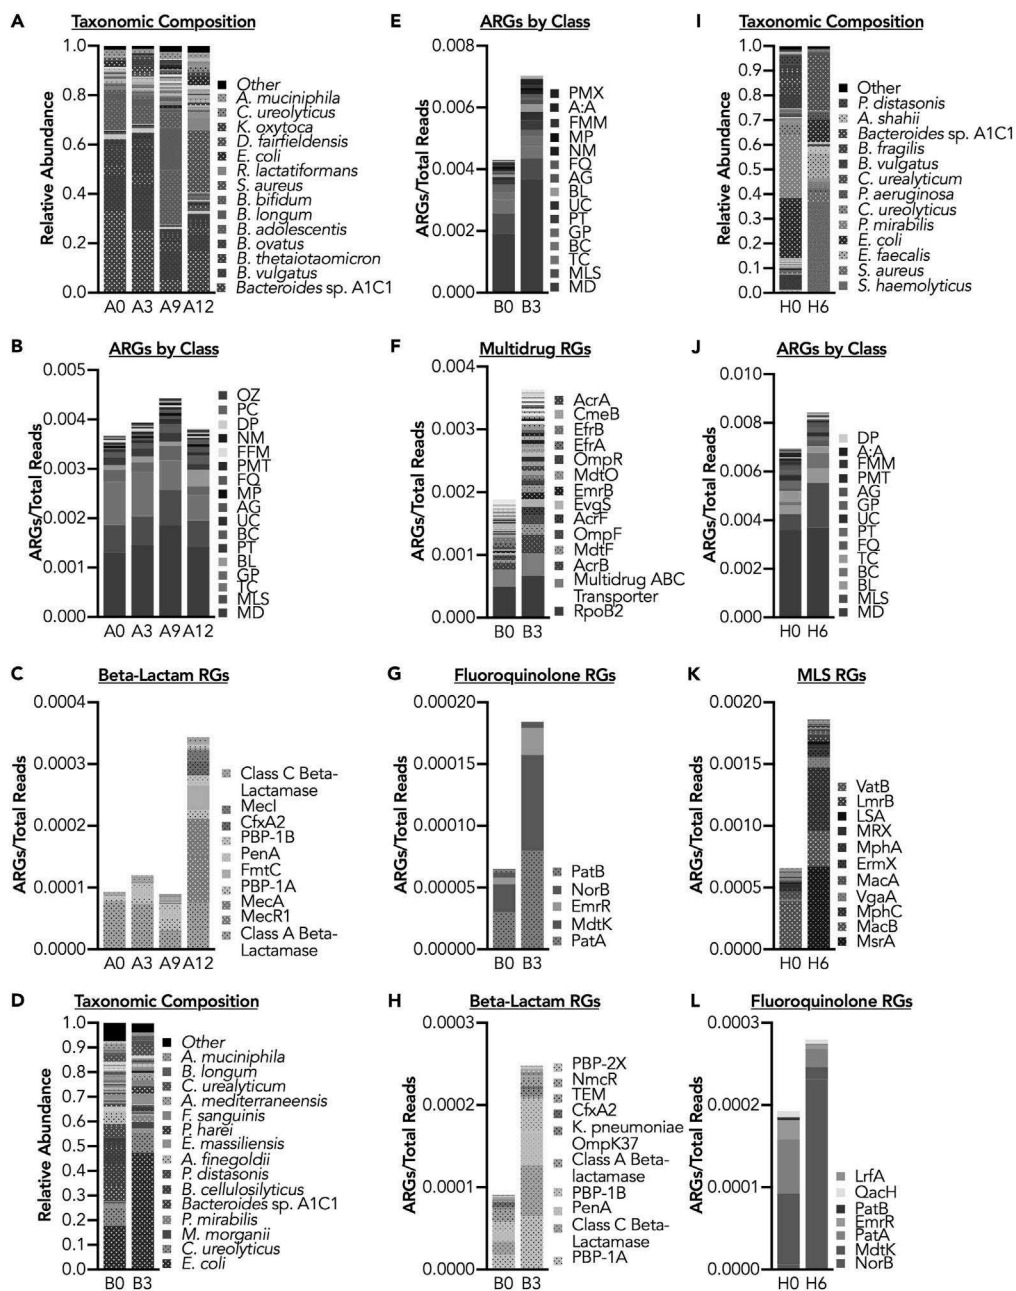 A
Taxonomic Composition
Relative Abundance
1.0
0.8
0.6
0.4
0.2
0.0
A0 A3 A9 A12
Other
A. muciniphila
C. ureolyticus
K. oxytoca
D. fairfieldensis
E. coli
R. lactatiformans
S. aureus
B. bifidum
B. longum
B. adolescentis
B. ovatus
B. thetaiotaomicron
B. vulgatus
Bacteroides sp. A1C1
B
ARGs by Class
ARGs/Total Reads
0.005
0.004
0.003
0.002
0.001
0.000
A0 A3 A9 A12
OZ
PC
DP
NM
FFM
PMT
FQ
MP
AG
UC
BC
PT
BL
GP
TC
MLS
MD
C
Beta-Lactam RGs
ARGs/Total Reads
0.0004
0.0003
0.0002
0.0001
0.0000
A0 A3 A9 A12
Class C Beta-
Lactamase
MecI
CfxA2
PBP-1B
PenA
FmtC
PBP-1A
MecA
MecR1
Class A Beta-
Lactamase
D
Taxonomic Composition
Relative Abundance
1.0
0.9
0.8
0.7
0.6
0.5
0.4
0.3
0.2
0.1
0.0
B0 B3
Other
A. muciniphila
B. longum
C. urealyticum
A. mediterraneensis
F. sanguinis
P. harei
E. massiliensis
A. finegoldii
P. distasonis
B. cellulosilyticus
Bacteroides sp. A1C1
P. mirabilis
M. morganii
C. ureolyticus
E. coli
E
ARGs by Class
ARGs/Total Reads
0.008
0.006
0.004
0.002
0.000
B0 B3
PMX
A:A
FMM
MP
NM
FQ
AG
BL
UC
PT
GP
BC
TC
MLS
MD
F
Multidrug RGs
ARGs/Total Reads
0.004
0.003
0.002
0.001
0.000
B0 B3
AcrA
CmeB
EfrB
EfrA
OmpR
MdtO
EmrB
EvgS
AcrF
OmpF
MdtF
AcrB
Multidrug ABC
Transporter
RpoB2
G
Fluoroquinolone RGs
ARGs/Total Reads
0.00020
0.00015
0.00010
0.00005
0.00000
B0 B3
PatB
NorB
EmrR
MdtK
PatA
H
Beta-Lactam RGs
ARGs/Total Reads
0.0003
0.0002
0.0001
0.0000
B0 B3
PBP-2X
NmcR
TEM
CfxA2
K. pneumoniae
OmpK37
Class A Beta-
lactamase
PBP-1B
PenA
Class C Beta-
Lactamase
PBP-1A
I
Taxonomic Composition
Relative Abundance
1.0
0.9
0.8
0.7
0.6
0.5
0.4
0.3
0.2
0.1
0.0
H0 H6
Other
P. distasonis
A. shahii
Bacteroides sp. A1C1
B. fragilis
B. vulgatus
C. urealyticum
P. aeruginosa
C. ureolyticus
P. mirabilis
E. coli
E. faecalis
S. aureus
S. haemolyticus
J
ARGs by Class
ARGs/Total Reads
0.010
0.008
0.006
0.004
0.002
0.000
H0 H6
DP
A:A
FMM
PMT
AG
GP
UC
PT
FQ
TC
BC
BL
MLS
MD
K
MLS RGs
ARGs/Total Reads
0.00020
0.00015
0.00010
0.00005
0.00000
H0 H6
VatB
LmrB
LSA
MRX
MphA
ErmX
MacA
VgaA
MphC
MacB
MsrA
L
Fluoroquinolone RGs
ARGs/Total Reads
0.0003
0.0002
0.0001
0.0000
H0 H6
LrfA
QacH
PatB
EmrR
PatA
MdtK
NorB